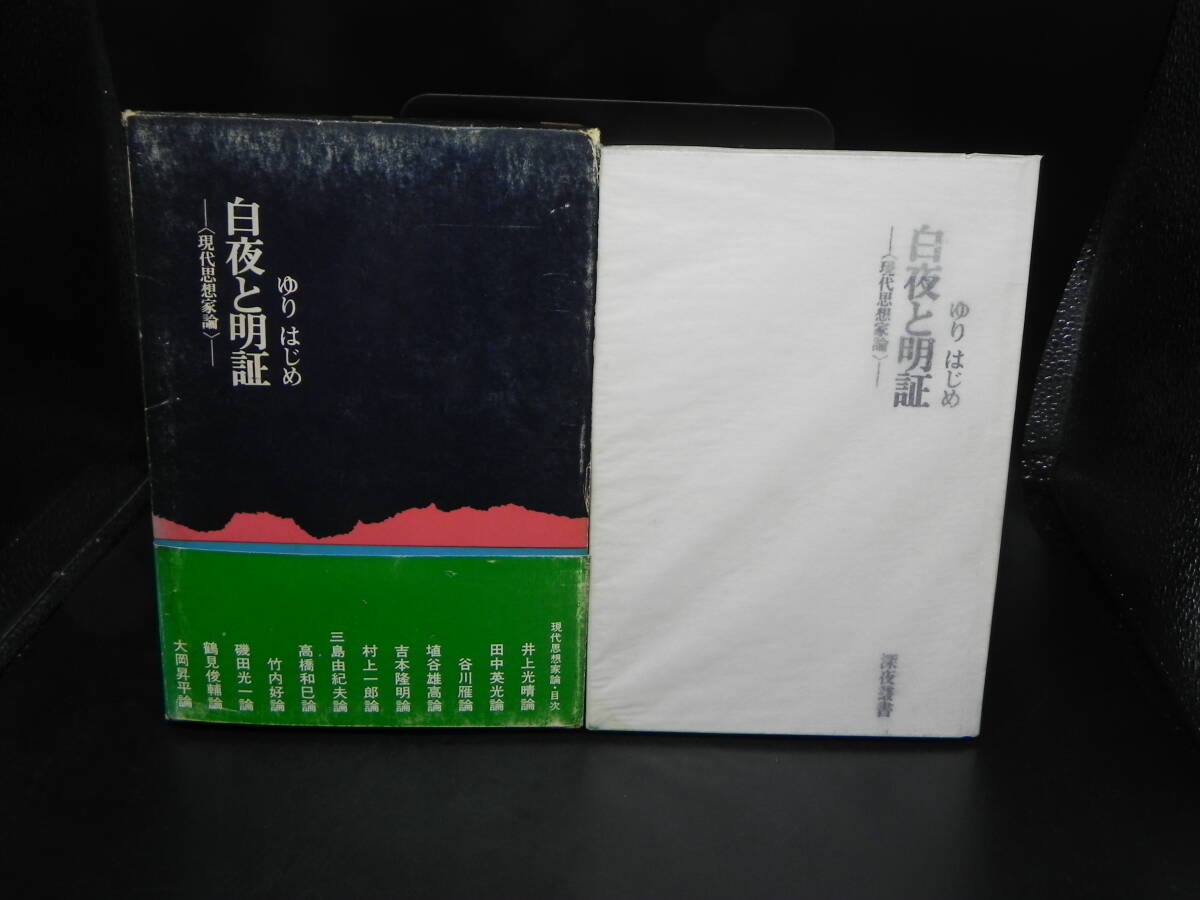 ゆり はじめ
白夜と明証
―〈現代思想家論〉―
現代思想家論・目次
井上光晴論
田中英光論
谷川雁論
埴谷雄高論
吉本隆明論
村上一郎論
三島由紀夫論
高橋和巳論
竹内好論
磯田光一論
鶴見俊輔論
大岡昇平論
ゆり はじめ
白夜と明証
―〈現代思想家論〉―
深夜叢書